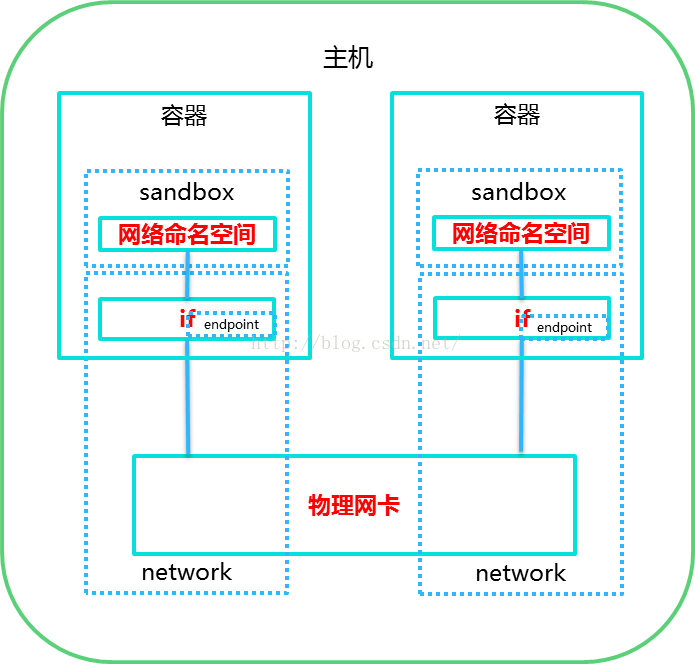 主机
容器
容器
sandbox
sandbox
网络命名空间
网络命名空间
if
endpoint
if
endpoint
http://blog.csdn.net/
物理网卡
network
network